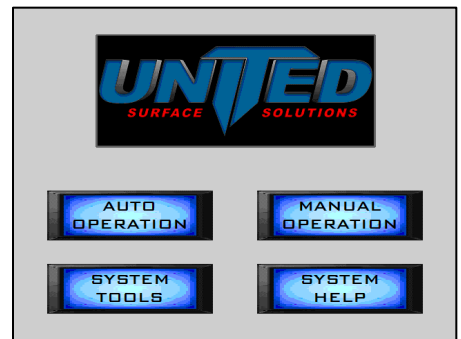 UNITED
SURFACE SOLUTIONS
AUTO
OPERATION
MANUAL
OPERATION
SYSTEM
TOOLS
SYSTEM
HELP